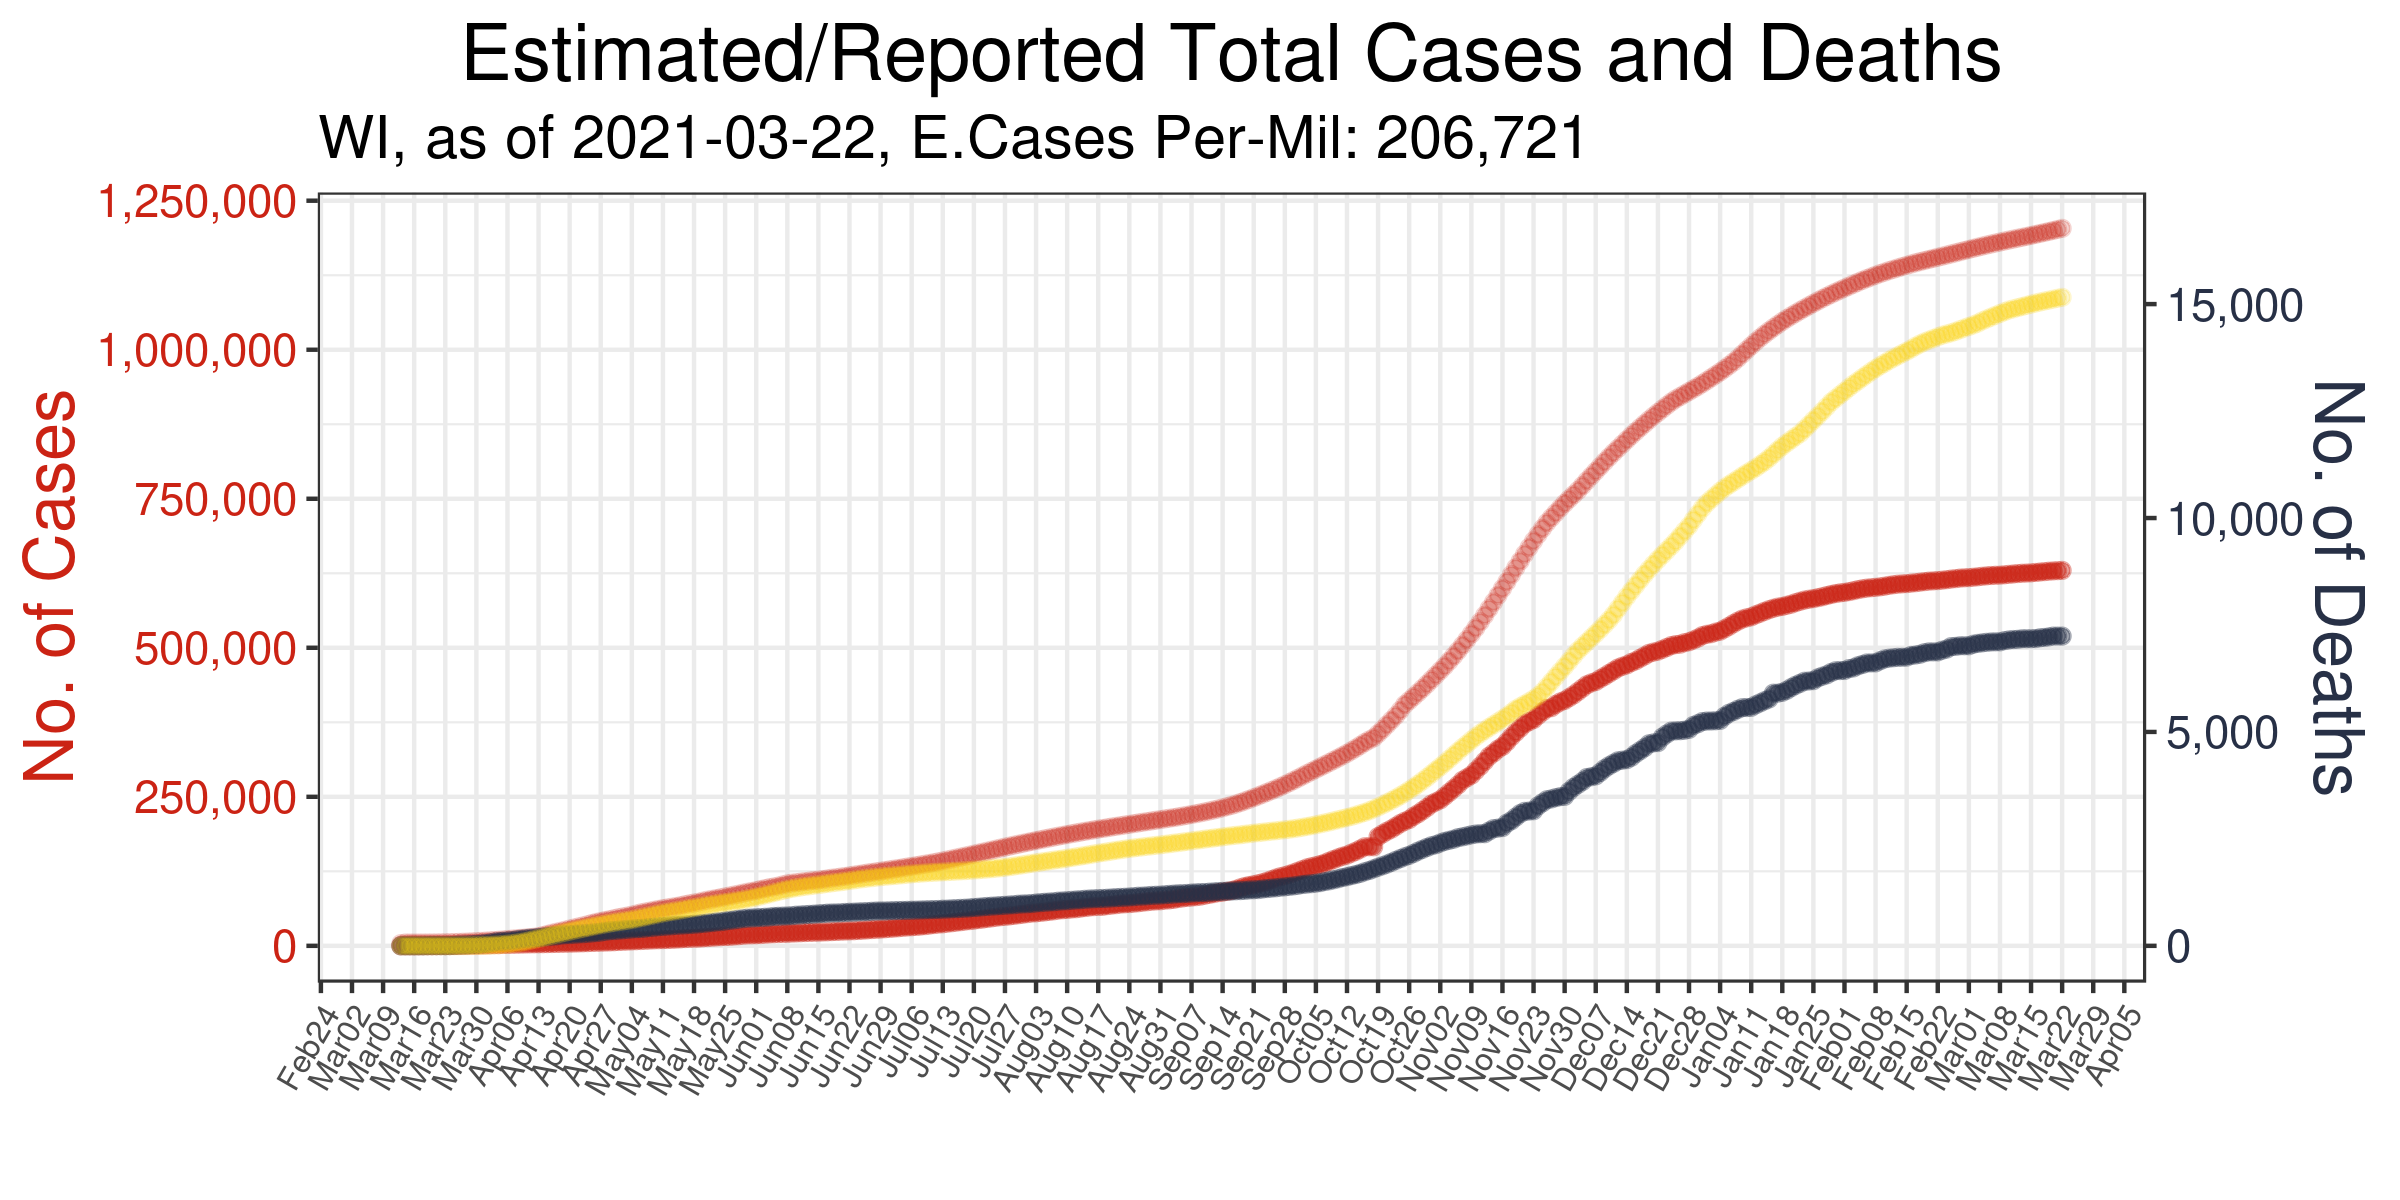 Estimated/Reported Total Cases and Deaths
WI, as of 2021-03-22, E.Cases Per-Mil: 206,721
No. of Cases
1,250,000
1,000,000
750,000
500,000
250,000
0
15,000
10,000
5,000
0
No. of Deaths
Feb24
Mar02
Mar09
Mar16
Mar23
Mar30
Apr06
Apr13
Apr20
Apr27
May04
May11
May18
May25
Jun01
Jun08
Jun15
Jun22
Jun29
Jul06
Jul13
Jul20
Jul27
Aug03
Aug10
Aug17
Aug24
Aug31
Sep07
Sep14
Sep21
Sep28
Oct05
Oct12
Oct19
Oct26
Nov02
Nov09
Nov16
Nov23
Nov30
Dec07
Dec14
Dec21
Dec28
Jan04
Jan11
Jan18
Jan25
Feb01
Feb08
Feb15
Feb22
Mar01
Mar08
Mar15
Mar22
Mar29
Apr05